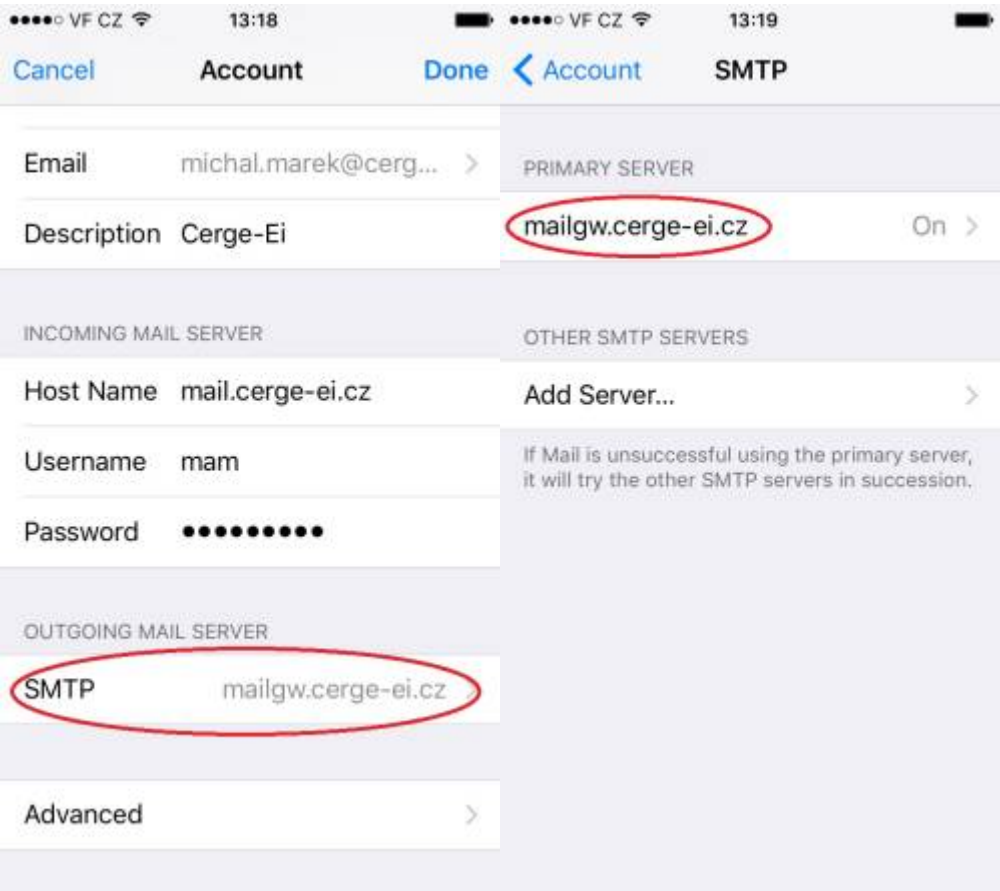 VF CZ 13:18
Cancel Account Done
Email michal.marek@cerg...
Description Cerge-Ei
INCOMING MAIL SERVER
Host Name mail.cerge-ei.cz
Username mam
Password •••••••••
OUTGOING MAIL SERVER
SMTP mailgw.cerge-ei.cz
Advanced
VF CZ 13:19
Account SMTP
PRIMARY SERVER
mailgw.cerge-ei.cz On
OTHER SMTP SERVERS
Add Server...
If Mail is unsuccessful using the primary server,
it will try the other SMTP servers in succession.